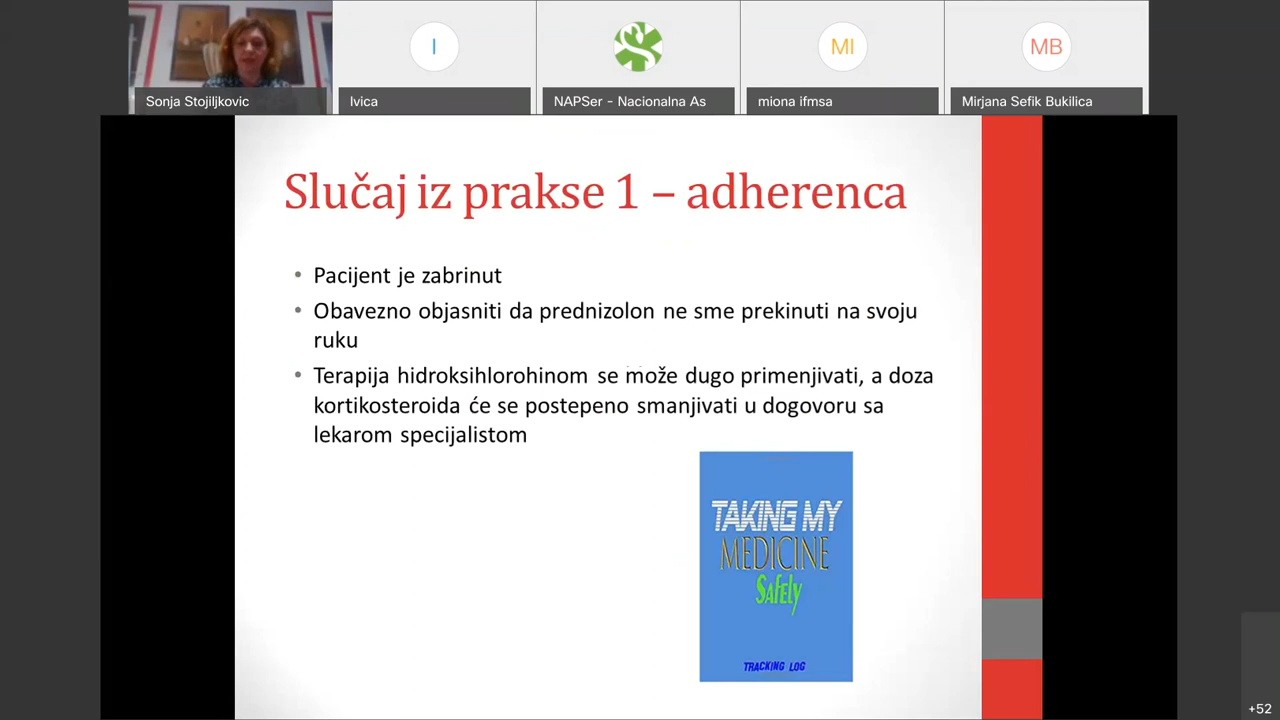 I
MI
MB
Sonja Stojiljkovic
Ivica
NAPSer - Nacionalna As
miona ifmsa
Mirjana Sefik Bukilica
Slučaj iz prakse 1 – adherenca
• Pacijent je zabrinut
• Obavezno objasniti da prednizolon ne sme prekinuti na svoju
ruku
• Terapija hidroksihlorohinom se može dugo primenjivati, a doza
kortikosteroida će se postepeno smanjivati u dogovoru sa
lekarom specijalistom
TAKING MY
MEDICINE
Safely
TRACKING LOG
+52